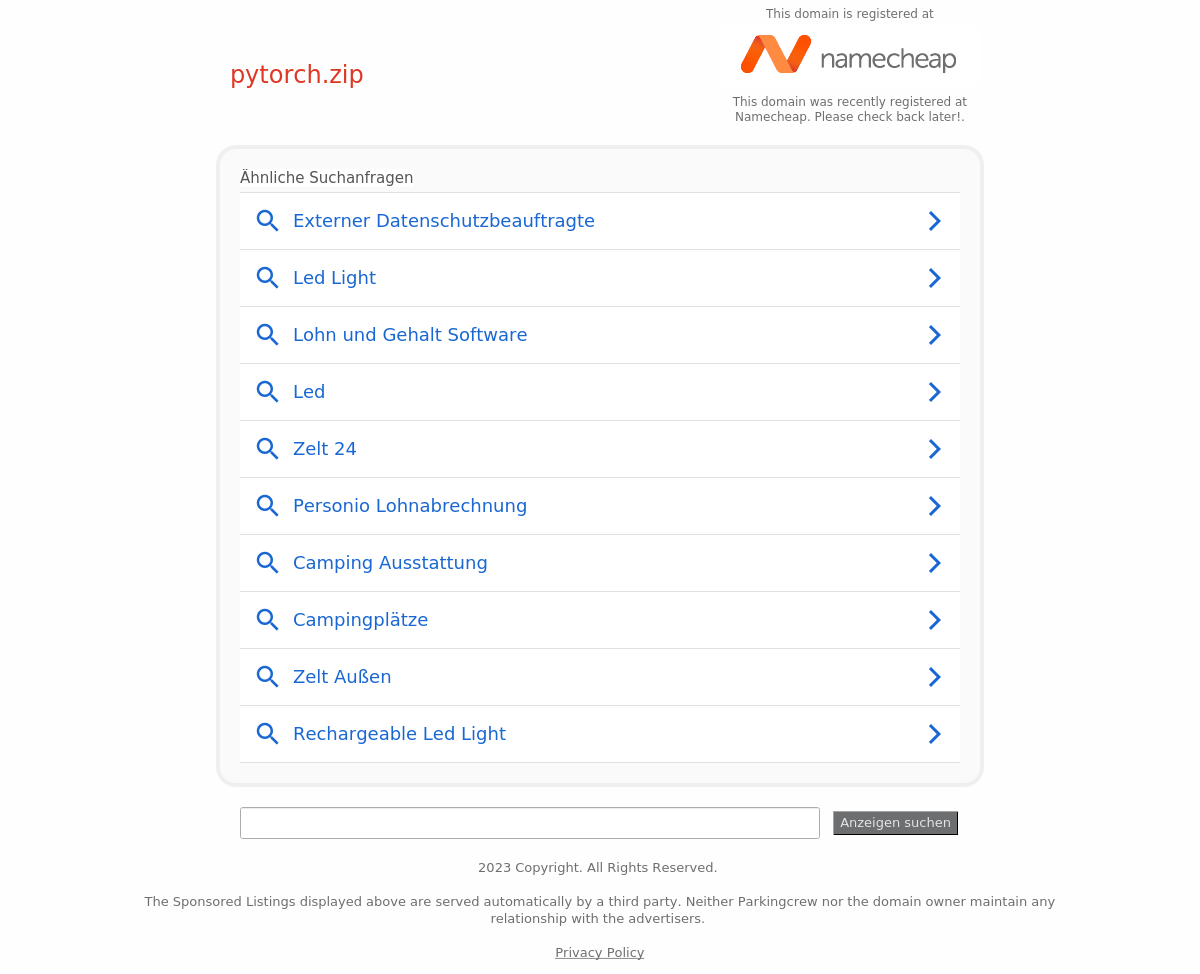 This domain is registered at
namecheap
pytorch.zip
This domain was recently registered at
Namecheap. Please check back later!.
Ähnliche Suchanfragen
Externer Datenschutzbeauftragte
Led Light
Lohn und Gehalt Software
Led
Zelt 24
Personio Lohnabrechnung
Camping Ausstattung
Campingplätze
Zelt Außen
Rechargeable Led Light
Anzeigen suchen
2023 Copyright. All Rights Reserved.
The Sponsored Listings displayed above are served automatically by a third party. Neither Parkingcrew nor the domain owner maintain any
relationship with the advertisers.
Privacy Policy